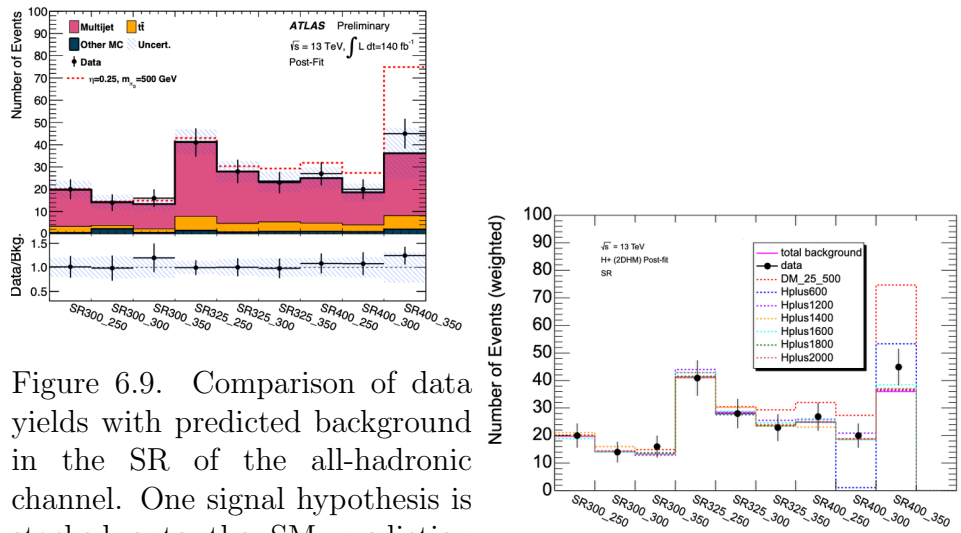 Number of Events
100
90
80
70
60
50
40
30
20
10
0
Multijet
tt̄
Other MC
Uncert.
Data
ATLAS Preliminary
√s = 13 TeV, ∫ L dt=140 fb⁻¹
Post-Fit
Data/Bkg.
1.5
1.0
0.5
SR300_250
SR300_300
SR300_350
SR325_250
SR325_300
SR325_350
SR400_250
SR400_300
SR400_350
Figure 6.9. Comparison of data
yields with predicted background
in the SR of the all-hadronic
channel. One signal hypothesis is
Number of Events (weighted)
100
90
80
70
60
50
40
30
20
10
0
√s = 13 TeV
H+ (2DHM) Post-fit
SR
total background
data
DM_25_500
Hplus600
Hplus1200
Hplus1400
Hplus1600
Hplus1800
Hplus2000
SR300_250
SR300_300
SR300_350
SR325_250
SR325_300
SR325_350
SR400_250
SR400_300
SR400_350